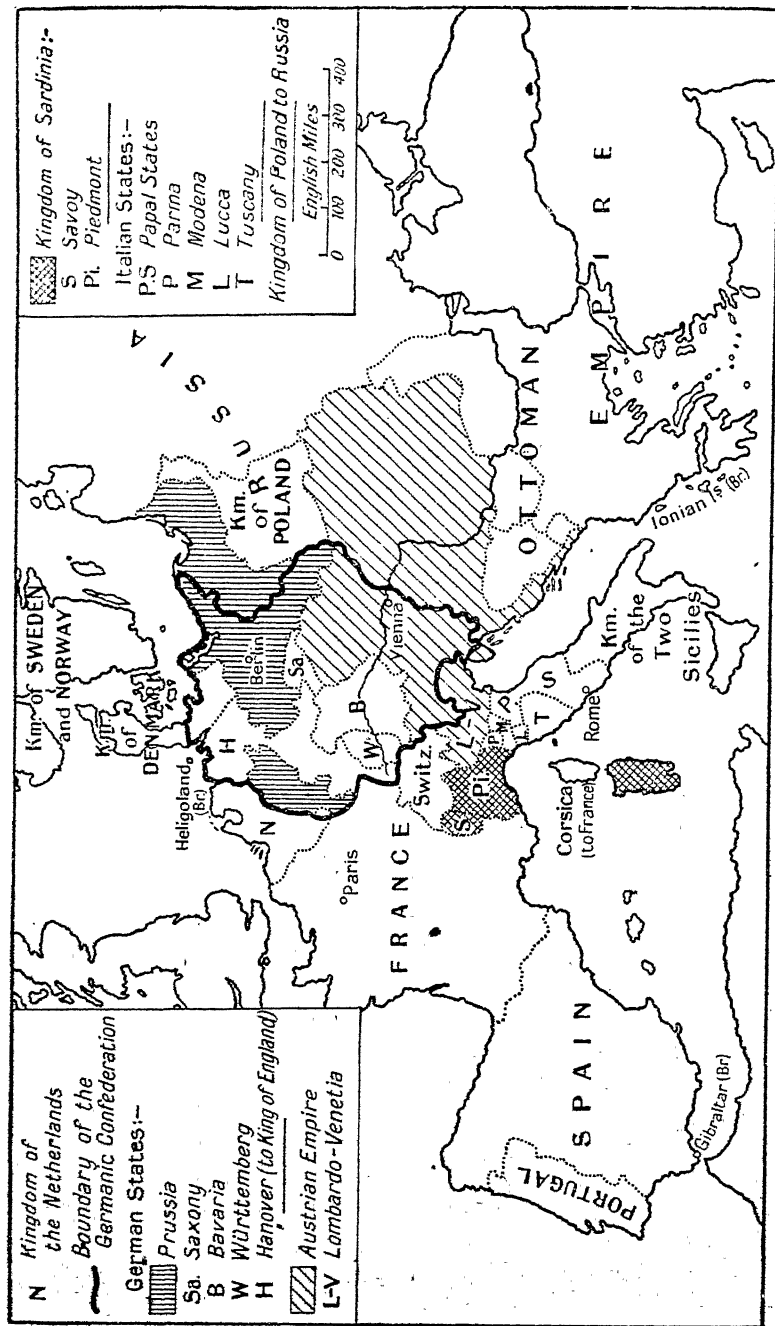 N Kingdom of
the Netherlands
Boundary of the
Germanic Confederation
German States:-
Prussia
Sa. Saxony
B Bavaria
W Württemberg
H Hanover (to King of England)
Austrian Empire
L-V Lombardo-Venetia
Kingdom of Sardinia:-
S Savoy
Pi. Piedmont
Italian States:-
P.S Papal States
P Parma
M Modena
L Lucca
T Tuscany
Kingdom of Poland to Russia
English Miles
0 100 200 300 400
Km. of SWEDEN
and NORWAY
Km.
of
DENMARK
Heligoland
(Br.)
RUSSIA
Km.
of
POLAND
Berlin
H
N
Sa.
Paris
W
B
Vienna
FRANCE
Switz.
L-
S
Pi.
P.
M
L
T
P
S
OTTOMAN
EMPIRE
Corsica
(to France)
Rome
Km.
of the
Two
Sicilies
Ionian Is (Br.)
PORTUGAL
SPAIN
Gibraltar (Br)